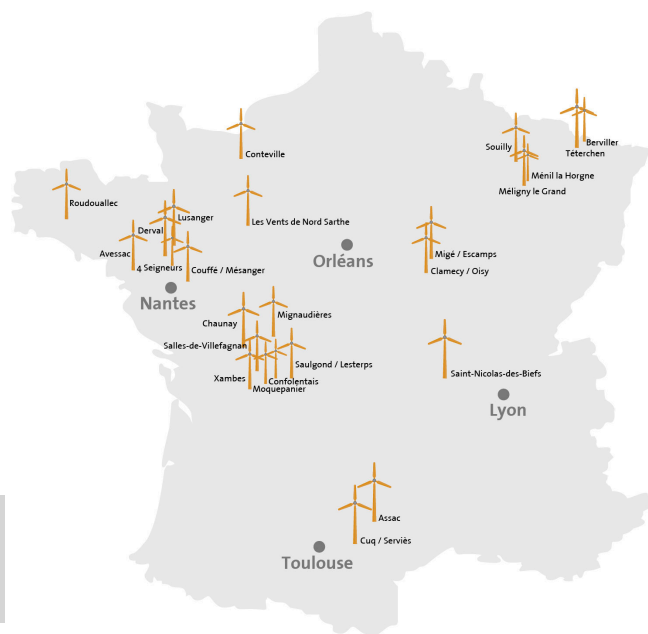 Berviller
Téterchen
Souilly
Conteville
Ménil la Horgne
Méligny le Grand
Roudouallec
Lusanger
Les Vents de Nord Sarthe
Derval
Avessac
Migé / Escamps
Orléans
4 Seigneurs
Couffé / Mésanger
Clamecy / Oisy
Nantes
Mignaudières
Chaunay
Salles-de-Villefagnan
Saulgond / Lesterps
Saint-Nicolas-des-Biefs
Xambes
Confolentais
Moquepanier
Lyon
Assac
Cuq / Serviès
Toulouse